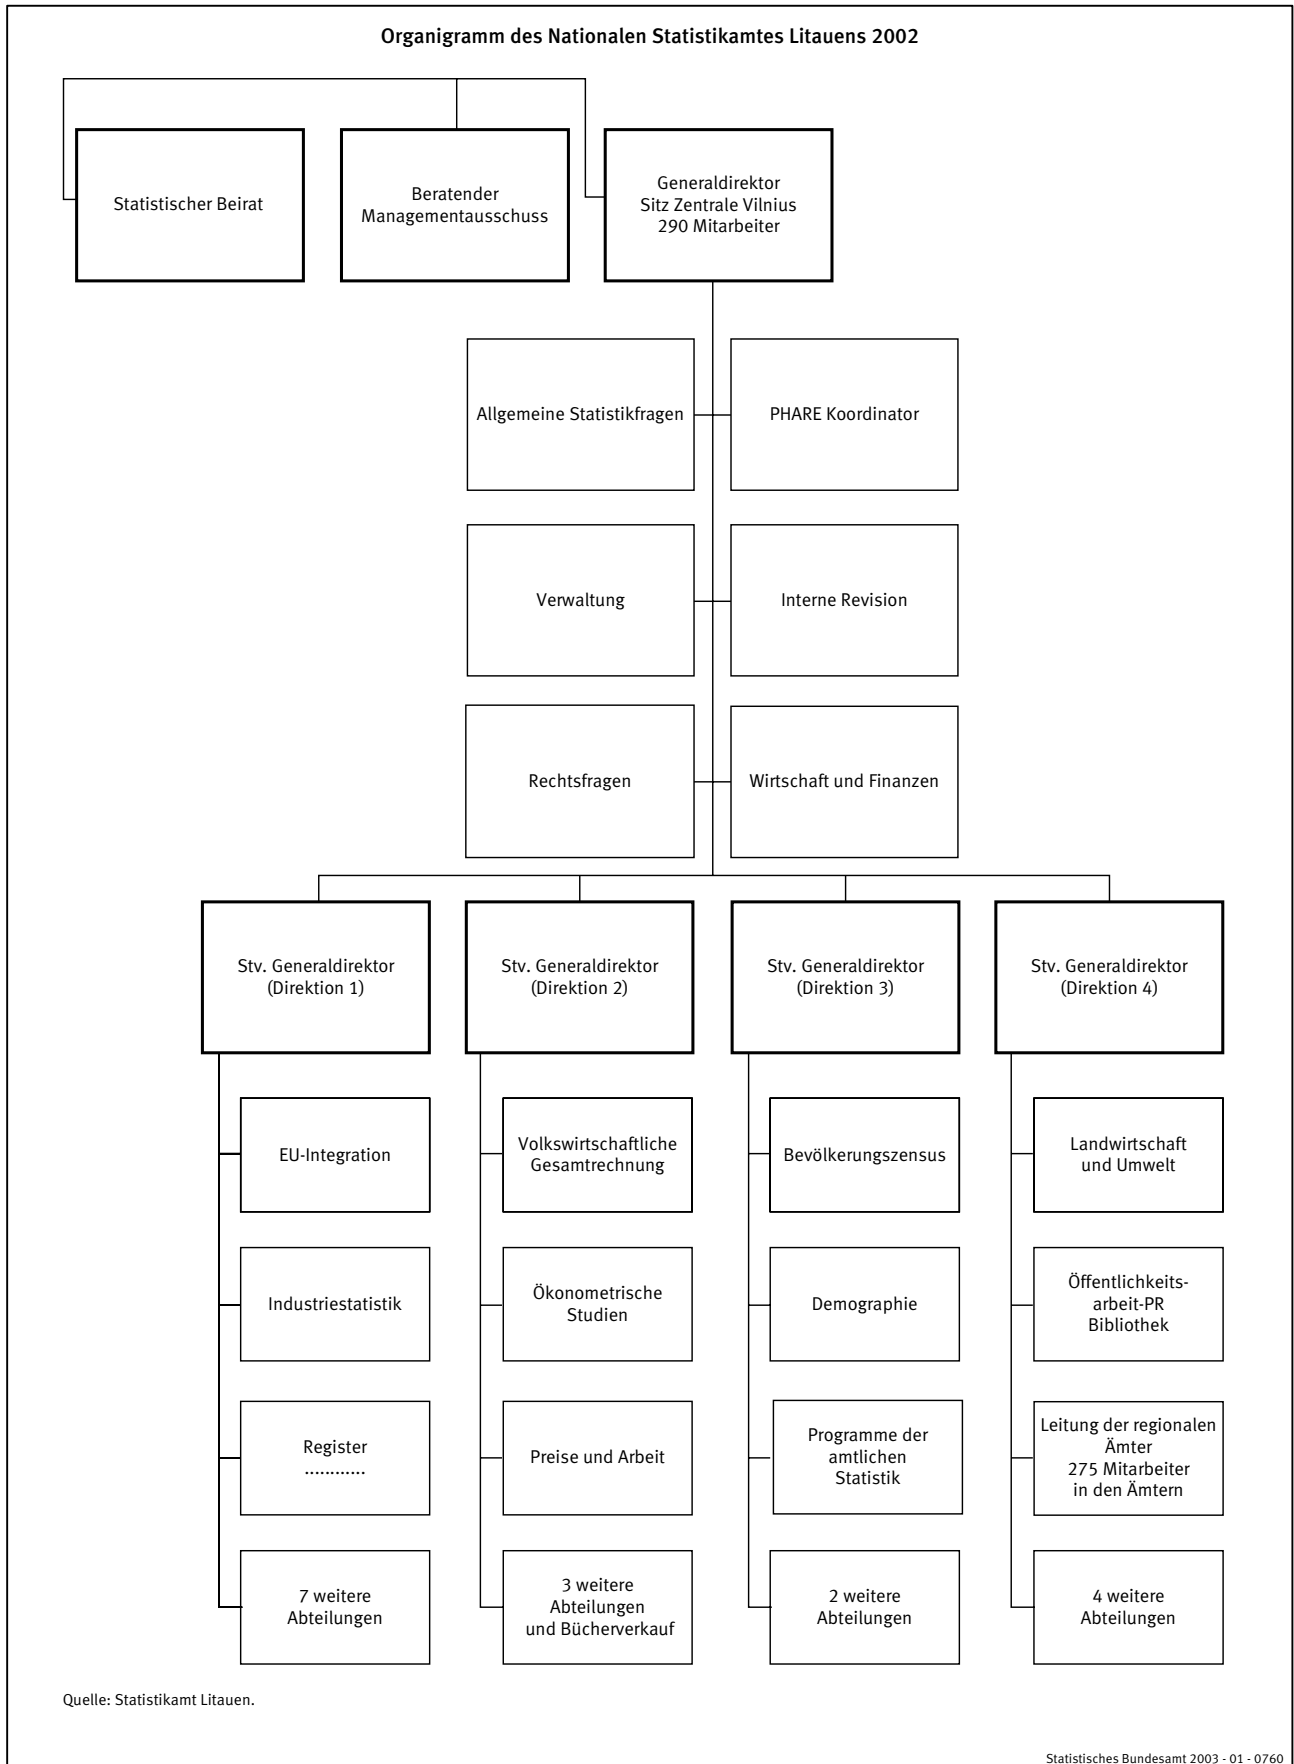 Organigramm des Nationalen Statistikamtes Litauens 2002
Statistischer Beirat
Beratender
Managementausschuss
Generaldirektor
Sitz Zentrale Vilnius
290 Mitarbeiter
Allgemeine Statistikfragen
PHARE Koordinator
Verwaltung
Interne Revision
Rechtsfragen
Wirtschaft und Finanzen
Stv. Generaldirektor
(Direktion 1)
Stv. Generaldirektor
(Direktion 2)
Stv. Generaldirektor
(Direktion 3)
Stv. Generaldirektor
(Direktion 4)
EU-Integration
Volkswirtschaftliche
Gesamtrechnung
Bevölkerungszensus
Landwirtschaft
und Umwelt
Industriestatistik
Ökonometrische
Studien
Demographie
Öffentlichkeits-
arbeit-PR
Bibliothek
Register
............
Preise und Arbeit
Programme der
amtlichen
Statistik
Leitung der regionalen
Ämter
275 Mitarbeiter
in den Ämtern
7 weitere
Abteilungen
3 weitere
Abteilungen
und Bücherverkauf
2 weitere
Abteilungen
4 weitere
Abteilungen
Quelle: Statistikamt Litauen.
Statistisches Bundesamt 2003 - 01 - 0760